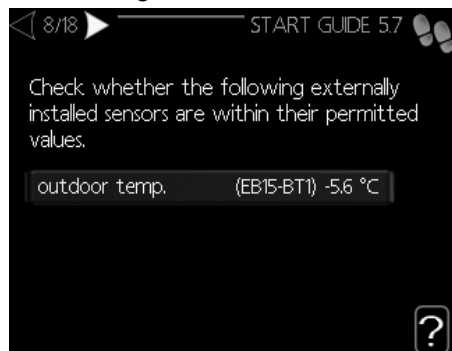 8/18 START GUIDE 5.7
Check whether the following externally
installed sensors are within their permitted
values.
outdoor temp. (EB15-BT1) -5.6 °C
?